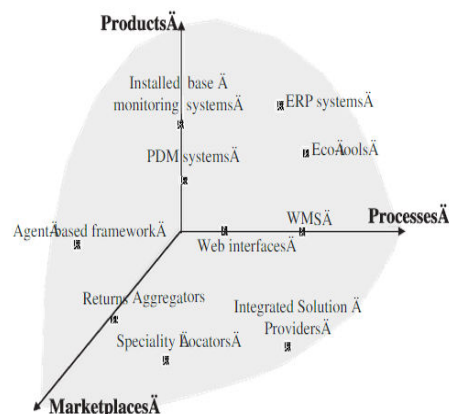 ProductsÄ
Installed base Ä
monitoring systemsÄ
ERP systemsÄ
EcoÄtoolsÄ
PDM systemsÄ
WMSÄ
ProcessesÄ
AgentÄbased frameworkÄ
Web interfacesÄ
Returns Aggregators
Integrated Solution Ä
ProvidersÄ
Speciality ÄocatorsÄ
MarketplacesÄ